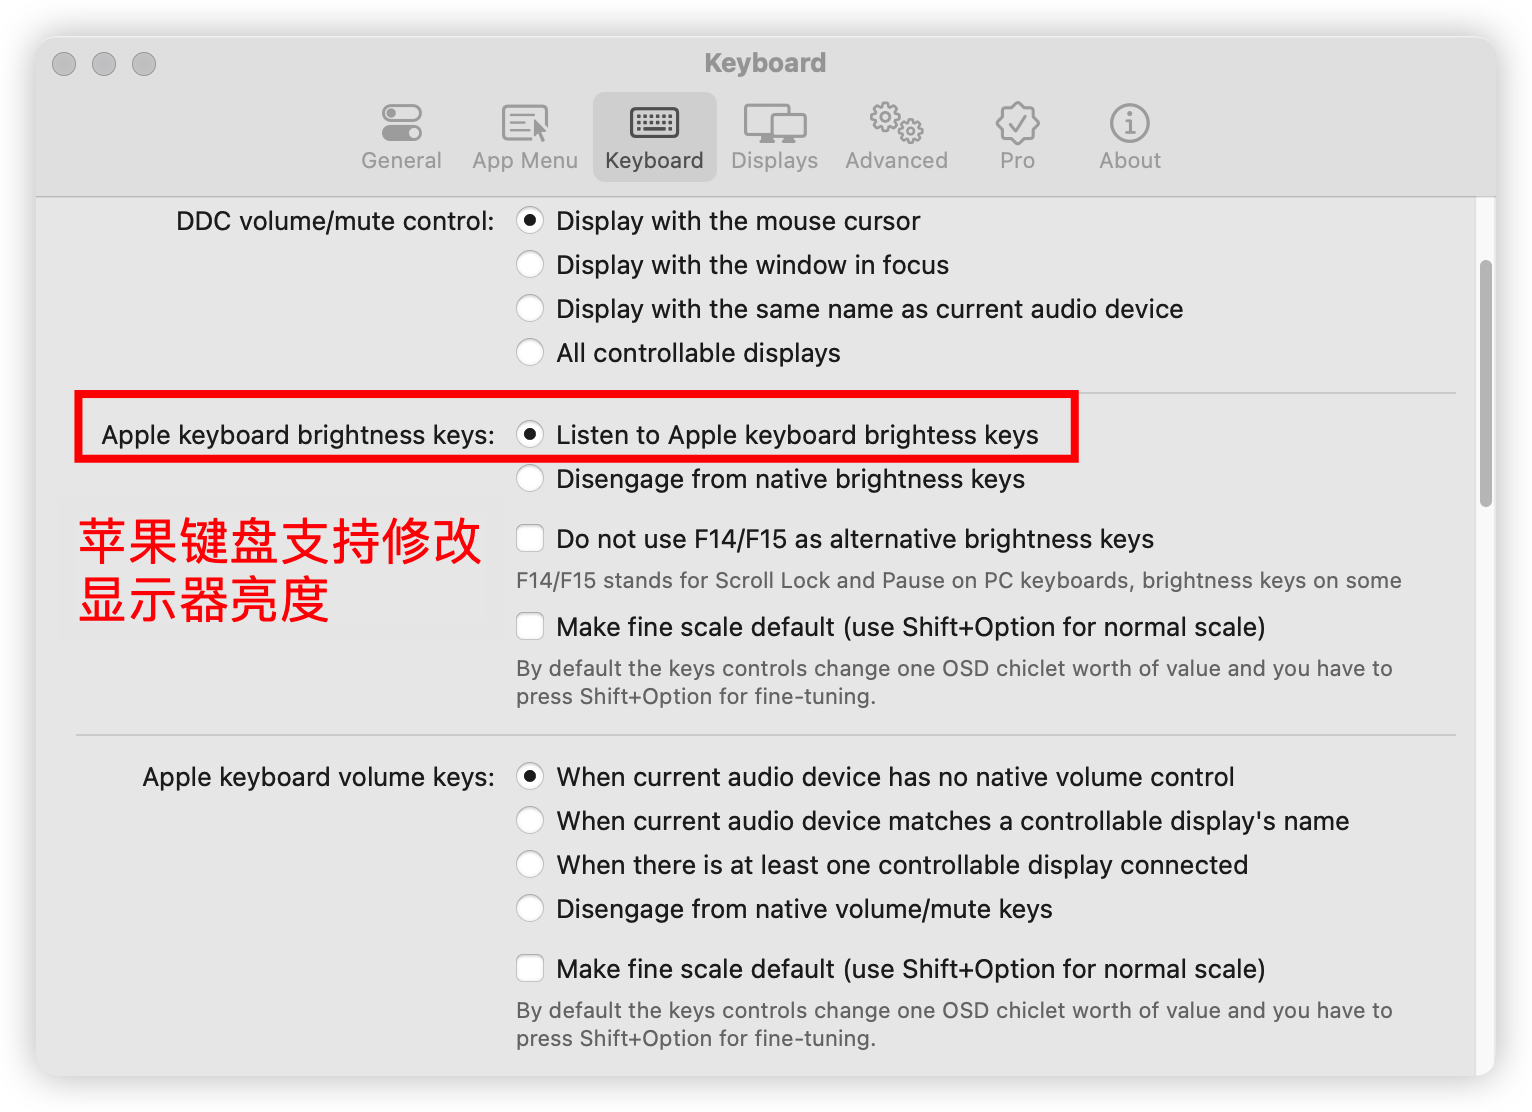 Keyboard
General App Menu Keyboard Displays Advanced Pro About
DDC volume/mute control: Display with the mouse cursor
Display with the window in focus
Display with the same name as current audio device
All controllable displays
Apple keyboard brightness keys: Listen to Apple keyboard brightess keys
Disengage from native brightness keys
苹果键盘支持修改
显示器亮度
Do not use F14/F15 as alternative brightness keys
F14/F15 stands for Scroll Lock and Pause on PC keyboards, brightness keys on some
Make fine scale default (use Shift+Option for normal scale)
By default the keys controls change one OSD chiclet worth of value and you have to
press Shift+Option for fine-tuning.
Apple keyboard volume keys: When current audio device has no native volume control
When current audio device matches a controllable display's name
When there is at least one controllable display connected
Disengage from native volume/mute keys
Make fine scale default (use Shift+Option for normal scale)
By default the keys controls change one OSD chiclet worth of value and you have to
press Shift+Option for fine-tuning.